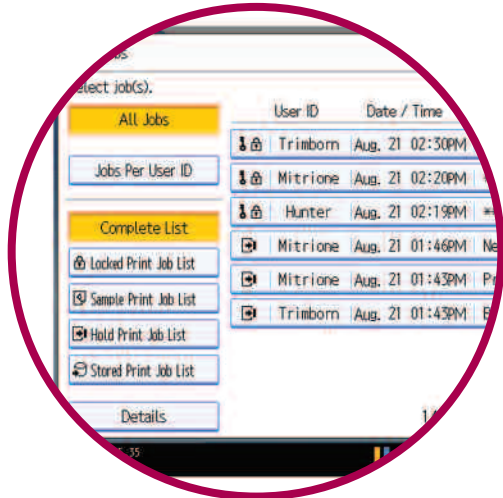 elect job(s).
All Jobs
Jobs Per User ID
Complete List
Locked Print Job List
Sample Print Job List
Hold Print Job List
Stored Print Job List
Details
User ID Date / Time
Trimborn Aug. 21 02:30PM
Mitrione Aug. 21 02:20PM
Hunter Aug. 21 02:19PM
Mitrione Aug. 21 01:46PM Ne
Mitrione Aug. 21 01:43PM
Trimborn Aug. 21 01:43PM
1/
35